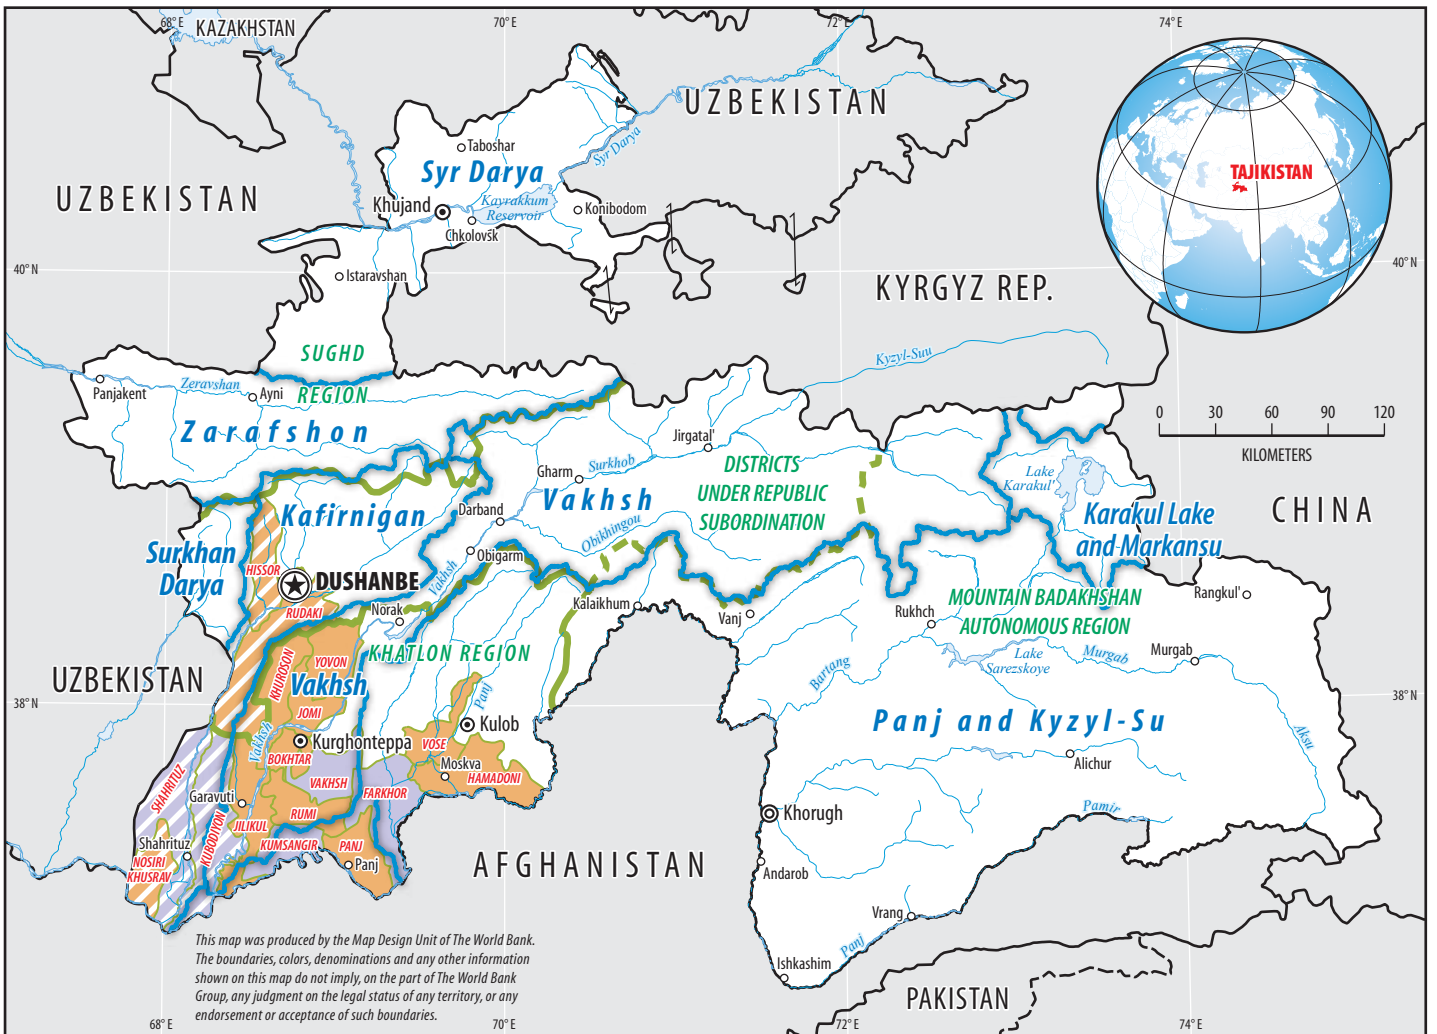 68° E
70° E
72° E
74° E
KAZAKHSTAN
UZBEKISTAN
Taboshar
Syr Darya
Syr Darya
TAJIKISTAN
UZBEKISTAN
Khujand
Kayrakkum
Reservoir
Konibodom
Chkolovsk
40° N
40° N
Istaravshan
KYRGYZ REP.
SUGHD
REGION
Kyzyl-Suu
Panjakent
Zeravshan
Ayni
Zarafshon
0 30 60 90 120
KILOMETERS
Jirgatal'
Gharm
Surkhob
DISTRICTS
UNDER REPUBLIC
SUBORDINATION
Lake
Karakul'
Vakhsh
Kafirnigan
Darband
CHINA
Karakul Lake
and Markansu
Obikhingou
Surkhan
Darya
Obigarm
HISSOR
DUSHANBE
Vakhsh
RUDAKI
Norak
Kalaikhum
Vanj
Rukhch
Rangkul'
MOUNTAIN BADAKHSHAN
AUTONOMOUS REGION
KHATLON REGION
UZBEKISTAN
KHUROSON
YOVON
Vakhsh
JOMI
Panj
Bartang
Lake
Sarezskoye
Murgab
Murgab
38° N
38° N
Kulob
Panj and Kyzyl-Su
Aksu
Vakhsh
Kurghonteppa
VOSE
BOKHTAR
Moskva
HAMADONI
Alichur
SHAHRITUZ
VAKHSH
FARKHOR
Garavuti
RUMI
JILIKUL
Khorugh
Pamir
KUBODIYON
KUMSANGIR
PANJ
Shahrituz
NOSIRI
KHUSRAV
Panj
AFGHANISTAN
Andarob
Vrang
Panj
Ishkashim
PAKISTAN
This map was produced by the Map Design Unit of The World Bank.
The boundaries, colors, denominations and any other information
shown on this map do not imply, on the part of The World Bank
Group, any judgment on the legal status of any territory, or any
endorsement or acceptance of such boundaries.
68° E
70° E
72° E
74° E